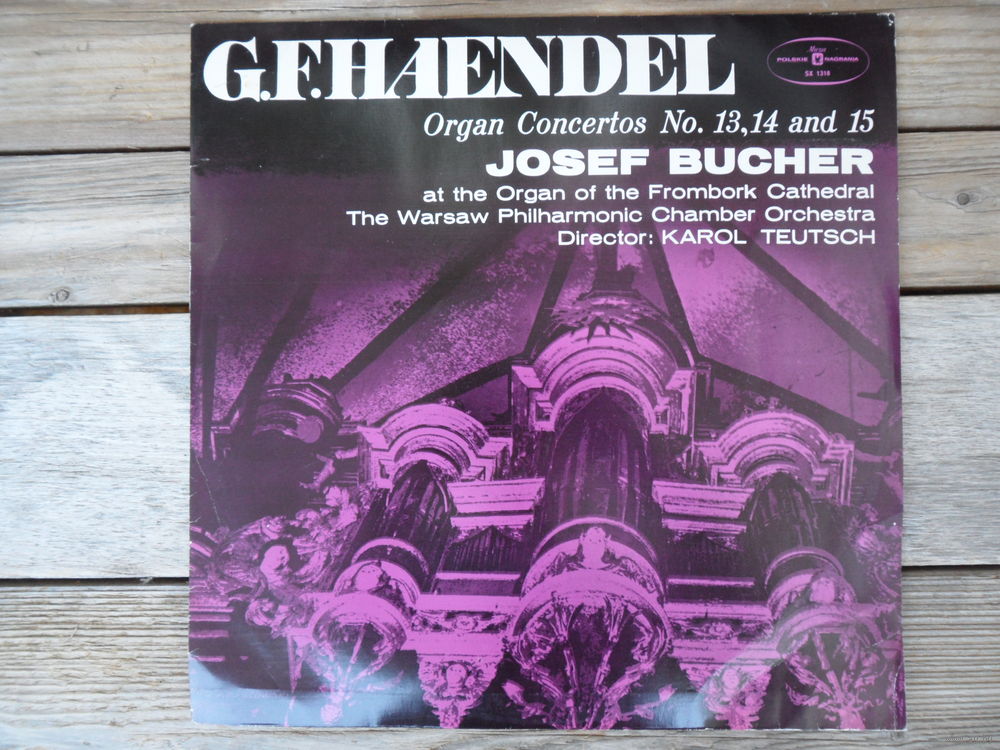 G.F.HAENDEL
Muza
POLSKIE NAGRANIA
SX 1318
Organ Concertos No. 13,14 and 15
JOSEF BUCHER
at the Organ of the Frombork Cathedral
The Warsaw Philharmonic Chamber Orchestra
Director: KAROL TEUTSCH